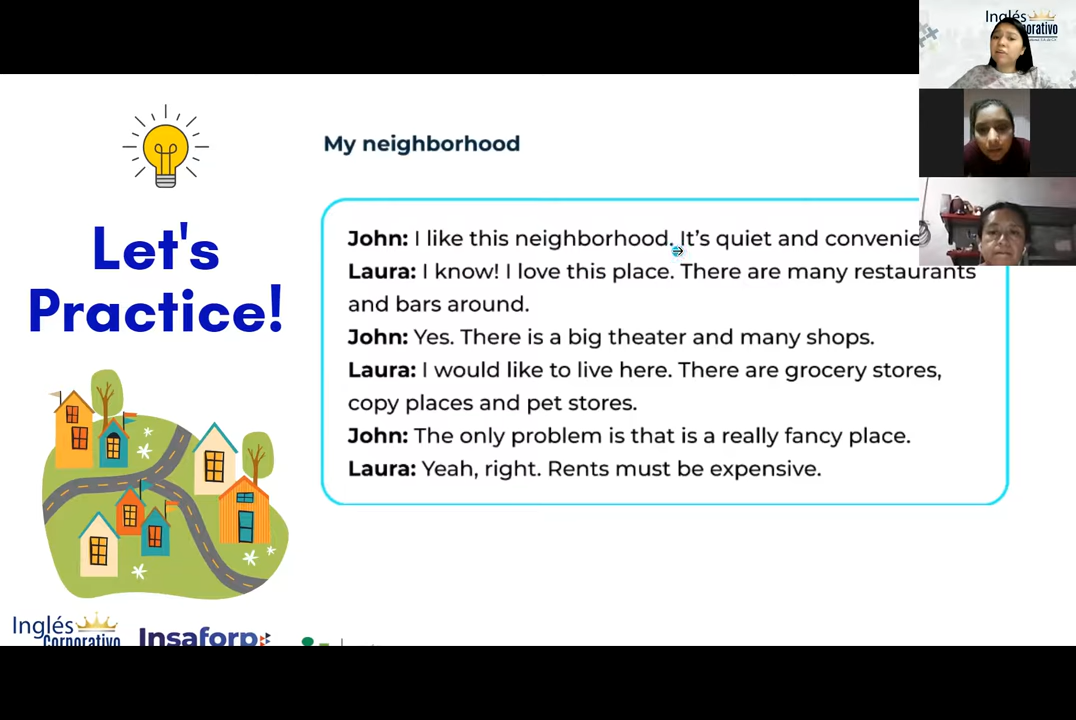 Inglés
My neighborhood
Let's
Practice!
John: I like this neighborhood. It's quiet and
Laura: I know! I love this place. There are many restaurants
and bars around.
John: Yes. There is a big theater and many shops.
Laura: I would like to live here. There are grocery stores,
copy places and pet stores.
John: The only problem is that is a really fancy place.
Laura: Yeah, right. Rents must be expensive.
Inglés
Corporativo
Insaforp